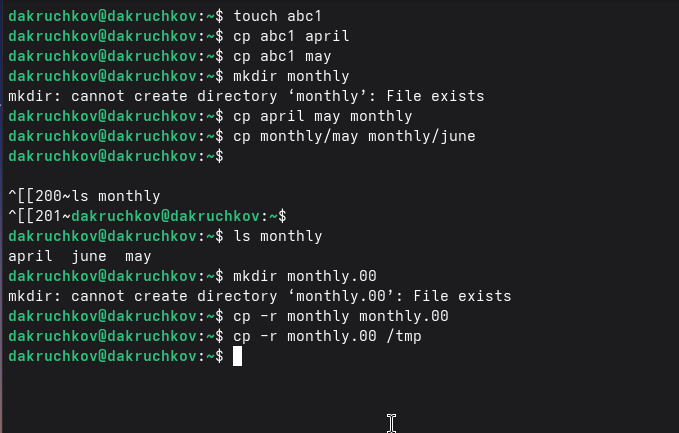 dakruchkov@dakruchkov:~$ touch abc1
dakruchkov@dakruchkov:~$ cp abc1 april
dakruchkov@dakruchkov:~$ cp abc1 may
dakruchkov@dakruchkov:~$ mkdir monthly
mkdir: cannot create directory ‘monthly’: File exists
dakruchkov@dakruchkov:~$ cp april may monthly
dakruchkov@dakruchkov:~$ cp monthly/may monthly/june
dakruchkov@dakruchkov:~$
^[[200~ls monthly
^[[201~dakruchkov@dakruchkov:~$
dakruchkov@dakruchkov:~$ ls monthly
april  june  may
dakruchkov@dakruchkov:~$ mkdir monthly.00
mkdir: cannot create directory ‘monthly.00’: File exists
dakruchkov@dakruchkov:~$ cp -r monthly monthly.00
dakruchkov@dakruchkov:~$ cp -r monthly.00 /tmp
dakruchkov@dakruchkov:~$